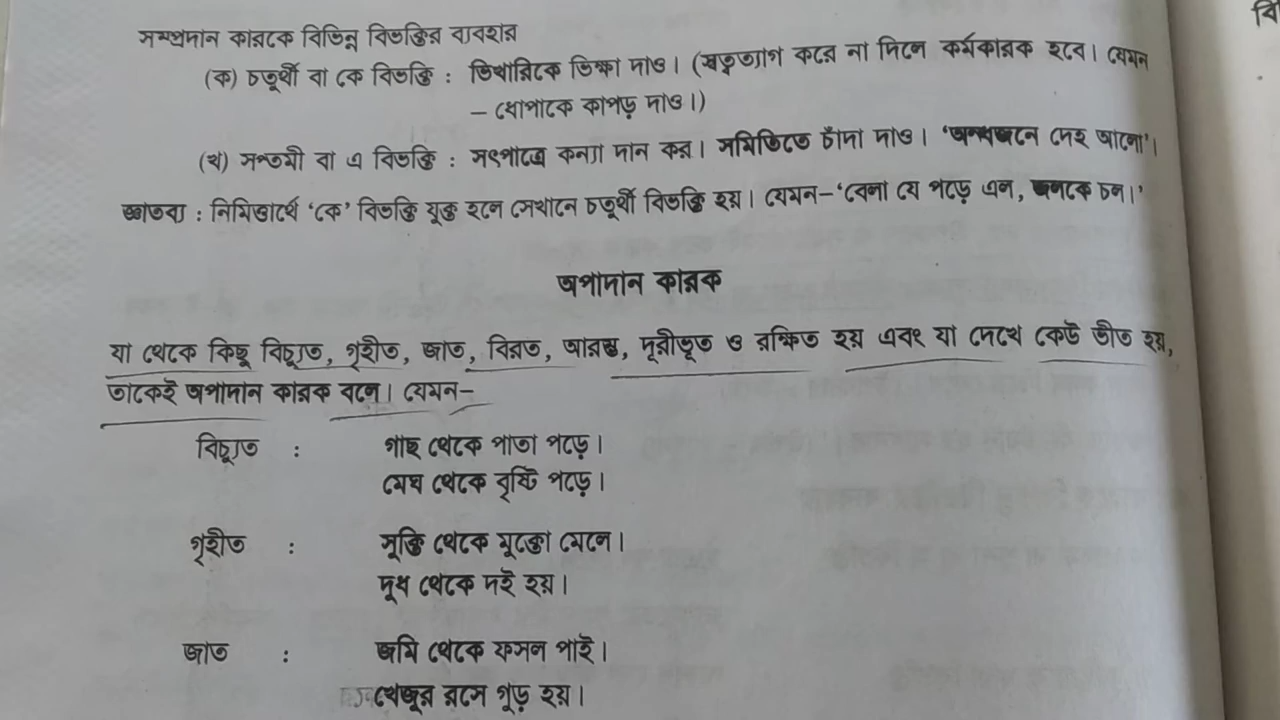 সম্প্রদান কারকে বিভিন্ন বিভক্তির ব্যবহার
(ক) চতুর্থী বা কে বিভক্তি : ভিখারিকে ভিক্ষা দাও। (স্বত্বত্যাগ করে না দিলে কর্মকারক হবে। যেমন
– ধোপাকে কাপড় দাও।)
(খ) সপ্তমী বা এ বিভক্তি : সৎপাত্রে কন্যা দান কর। সমিতিতে চাঁদা দাও। ‘অন্ধজনে দেহ আলো’।
জ্ঞাতব্য : নিমিত্তার্থে ‘কে’ বিভক্তি যুক্ত হলে সেখানে চতুর্থী বিভক্তি হয়। যেমন– ‘বেলা যে পড়ে এল, জলকে চল।’
অপাদান কারক
যা থেকে কিছু বিচ্যুত, গৃহীত, জাত, বিরত, আরম্ভ, দূরীভূত ও রক্ষিত হয় এবং যা দেখে কেউ ভীত হয়,
তাকেই অপাদান কারক বলে। যেমন–
বিচ্যুত : গাছ থেকে পাতা পড়ে।
মেঘ থেকে বৃষ্টি পড়ে।
গৃহীত : সুক্তি থেকে মুক্তো মেলে।
দুধ থেকে দই হয়।
জাত : জমি থেকে ফসল পাই।
খেজুর রসে গুড় হয়।